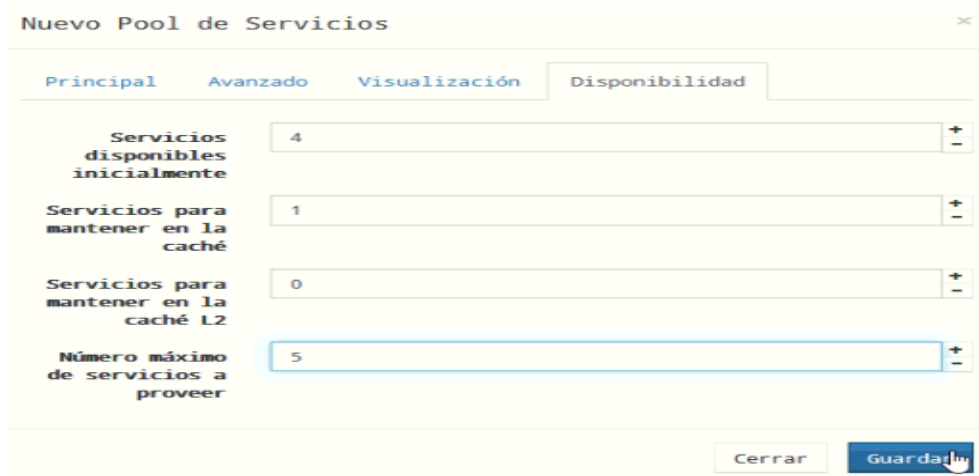 Nuevo Pool de Servicios ×
Principal Avanzado Visualización Disponibilidad
Servicios disponibles inicialmente 4 + −
Servicios para mantener en la caché 1 + −
Servicios para mantener en la caché L2 0 + −
Número máximo de servicios a proveer 5 + −
Cerrar Guardar